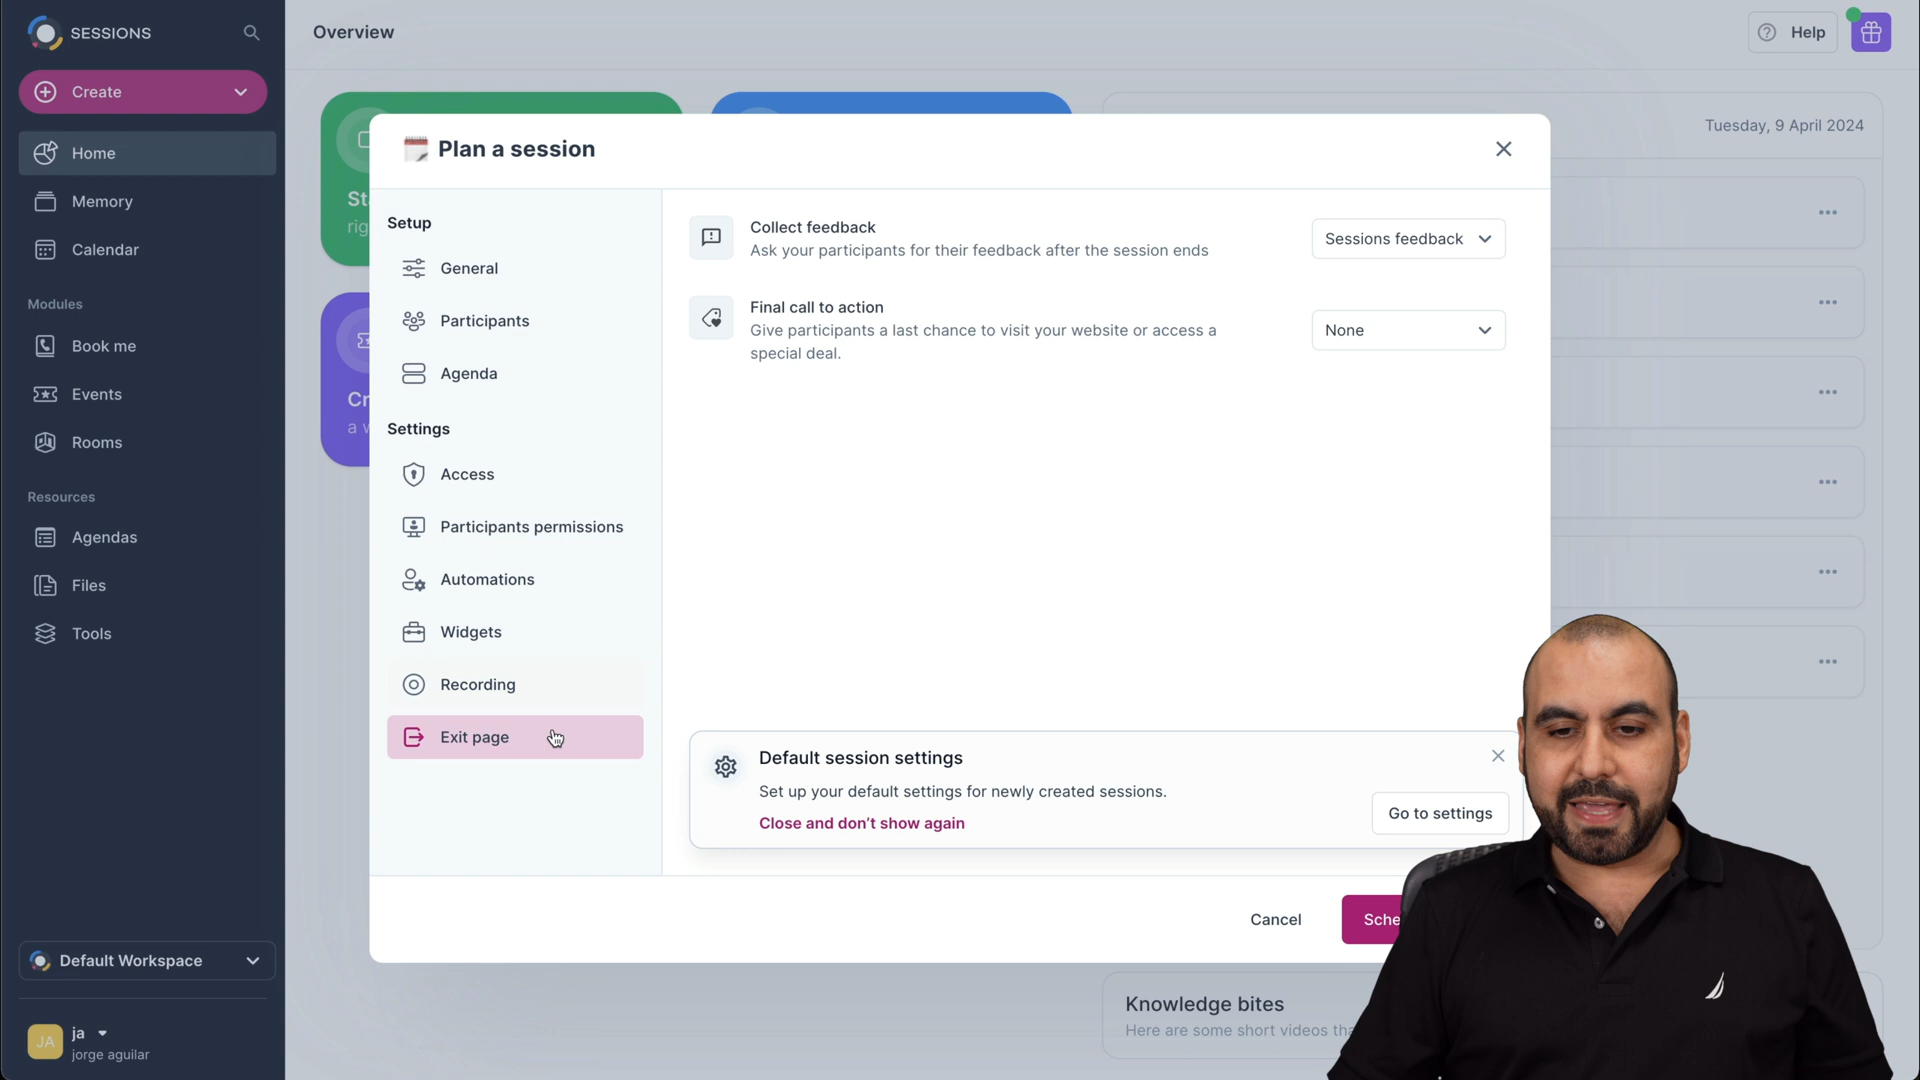 SESSIONS
Create
Home
Memory
Calendar
Modules
Book me
Events
Rooms
Resources
Agendas
Files
Tools
Default Workspace
JA
ja
jorge aguilar
Overview
Help
Tuesday, 9 April 2024
St
rig
Cr
a w
Plan a session
Setup
General
Participants
Agenda
Settings
Access
Participants permissions
Automations
Widgets
Recording
Exit page
Collect feedback
Ask your participants for their feedback after the session ends
Sessions feedback
Final call to action
Give participants a last chance to visit your website or access a
special deal.
None
Default session settings
Set up your default settings for newly created sessions.
Close and don't show again
Go to settings
Cancel
Sche
Knowledge bites
Here are some short videos tha